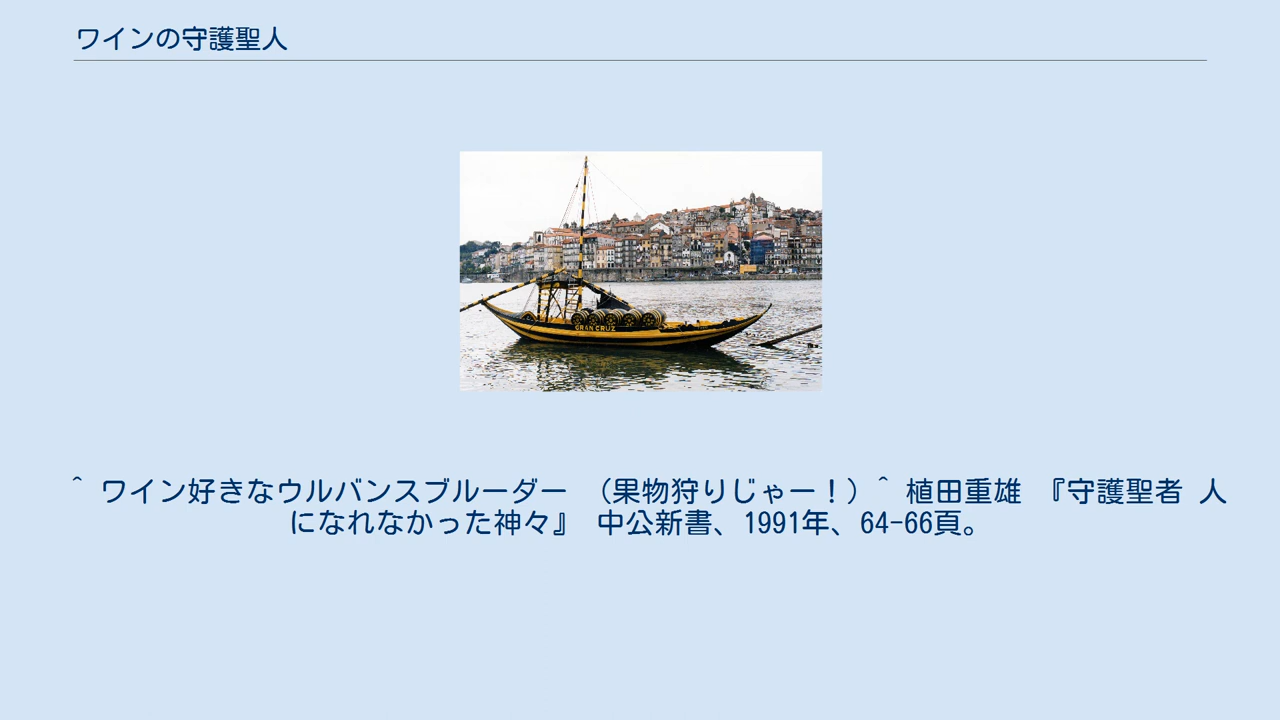 ワインの守護聖人
GRAN CRUZ
^ ワイン好きなウルバンスブルーダー （果物狩りじゃー！）^ 植田重雄 『守護聖者 人
になれなかった神々』 中公新書、1991年、64-66頁。